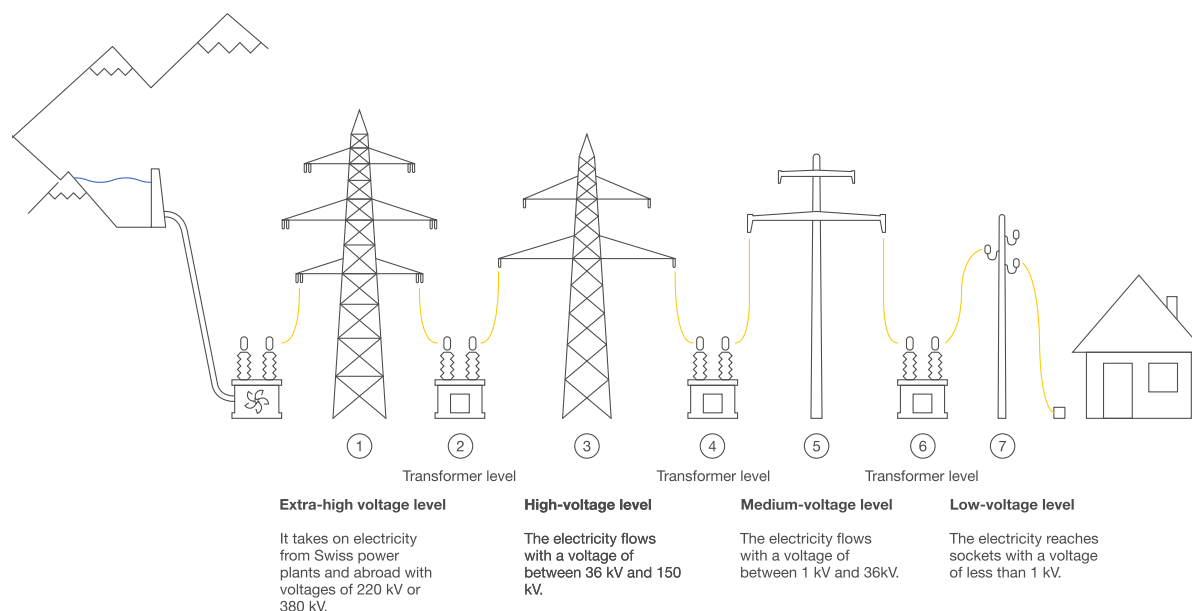 1
2
3
4
5
6
7
Transformer level
Transformer level
Transformer level
Extra-high voltage level
It takes on electricity
from Swiss power
plants and abroad with
voltages of 220 kV or
380 kV.
High-voltage level
The electricity flows
with a voltage of
between 36 kV and 150
kV.
Medium-voltage level
The electricity flows
with a voltage of
between 1 kV and 36kV.
Low-voltage level
The electricity reaches
sockets with a voltage
of less than 1 kV.